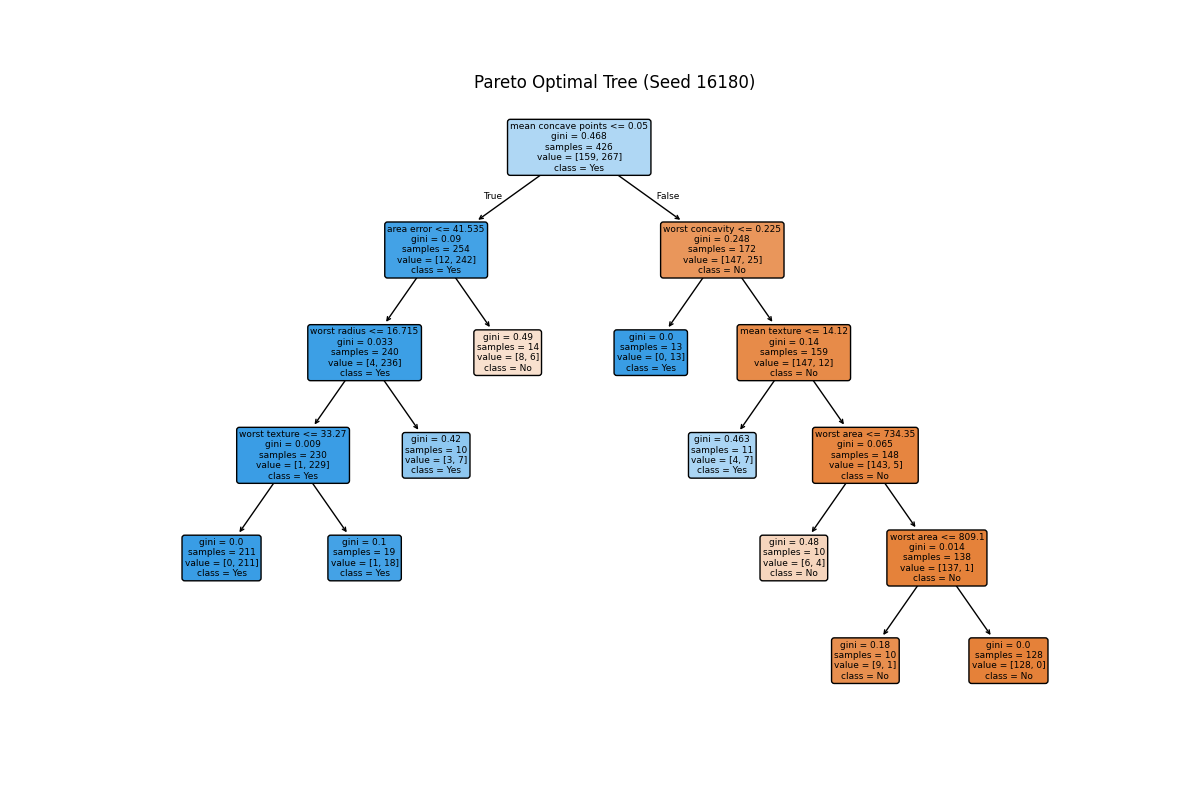 Pareto Optimal Tree (Seed 16180)
mean concave points <= 0.05
gini = 0.468
samples = 426
value = [159, 267]
class = Yes
True
False
area error <= 41.535
gini = 0.09
samples = 254
value = [12, 242]
class = Yes
worst concavity <= 0.225
gini = 0.248
samples = 172
value = [147, 25]
class = No
worst radius <= 16.715
gini = 0.033
samples = 240
value = [4, 236]
class = Yes
gini = 0.49
samples = 14
value = [8, 6]
class = No
gini = 0.0
samples = 13
value = [0, 13]
class = Yes
mean texture <= 14.12
gini = 0.14
samples = 159
value = [147, 12]
class = No
worst texture <= 33.27
gini = 0.009
samples = 230
value = [1, 229]
class = Yes
gini = 0.42
samples = 10
value = [3, 7]
class = Yes
gini = 0.463
samples = 11
value = [4, 7]
class = Yes
worst area <= 734.35
gini = 0.065
samples = 148
value = [143, 5]
class = No
gini = 0.0
samples = 211
value = [0, 211]
class = Yes
gini = 0.1
samples = 19
value = [1, 18]
class = Yes
gini = 0.48
samples = 10
value = [6, 4]
class = No
worst area <= 809.1
gini = 0.014
samples = 138
value = [137, 1]
class = No
gini = 0.18
samples = 10
value = [9, 1]
class = No
gini = 0.0
samples = 128
value = [128, 0]
class = No